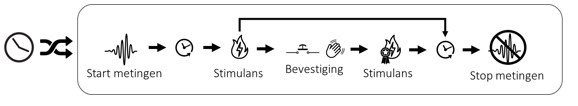 Start metingen
Stimulans
Bevestiging
Stimulans
Stop metingen